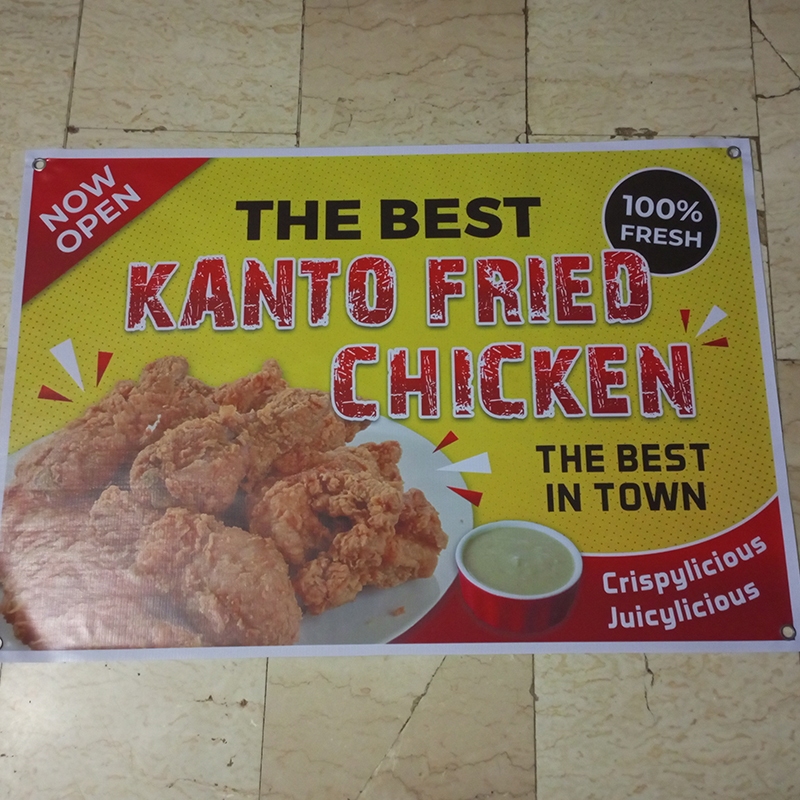 NOW
OPEN
THE BEST
100%
FRESH
KANTO FRIED
CHICKEN
THE BEST
IN TOWN
Crispylicious
Juicylicious